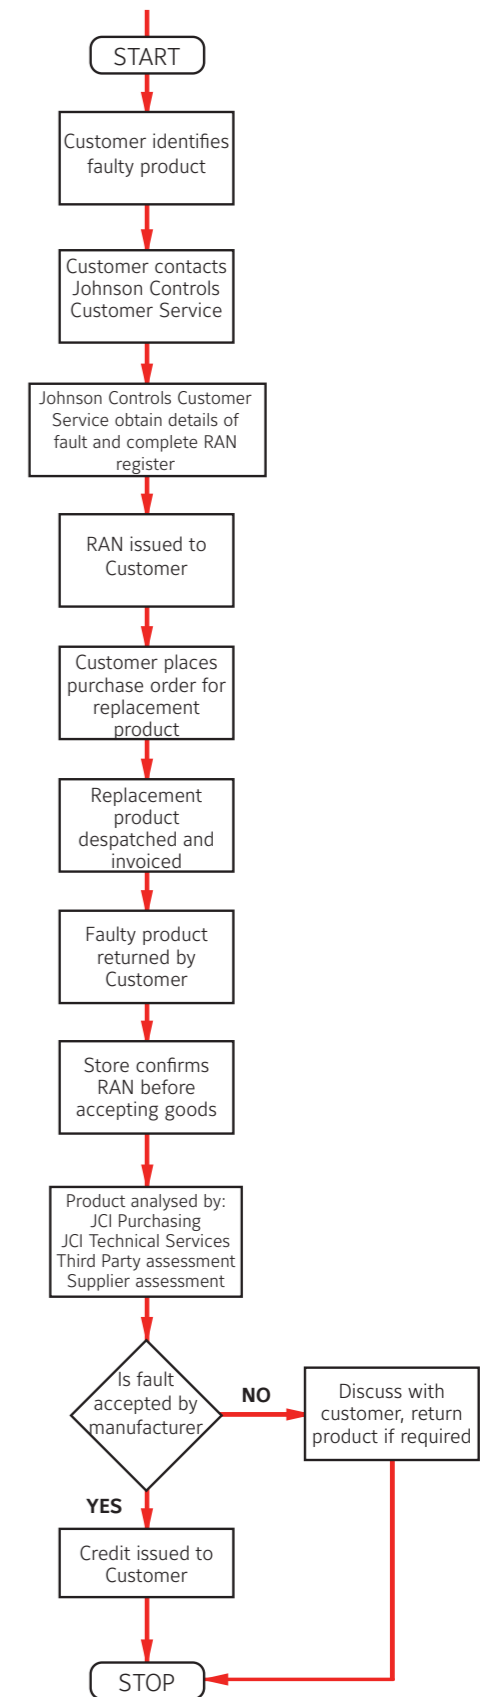 START
Customer identifies
faulty product
Customer contacts
Johnson Controls
Customer Service
Johnson Controls Customer
Service obtain details of
fault and complete RAN
register
RAN issued to
Customer
Customer places
purchase order for
replacement
product
Replacement
product
despatched and
invoiced
Faulty product
returned by
Customer
Store confirms
RAN before
accepting goods
Product analysed by:
JCI Purchasing
JCI Technical Services
Third Party assessment
Supplier assessment
Is fault
accepted by
manufacturer
NO
Discuss with
customer, return
product if required
YES
Credit issued to
Customer
STOP